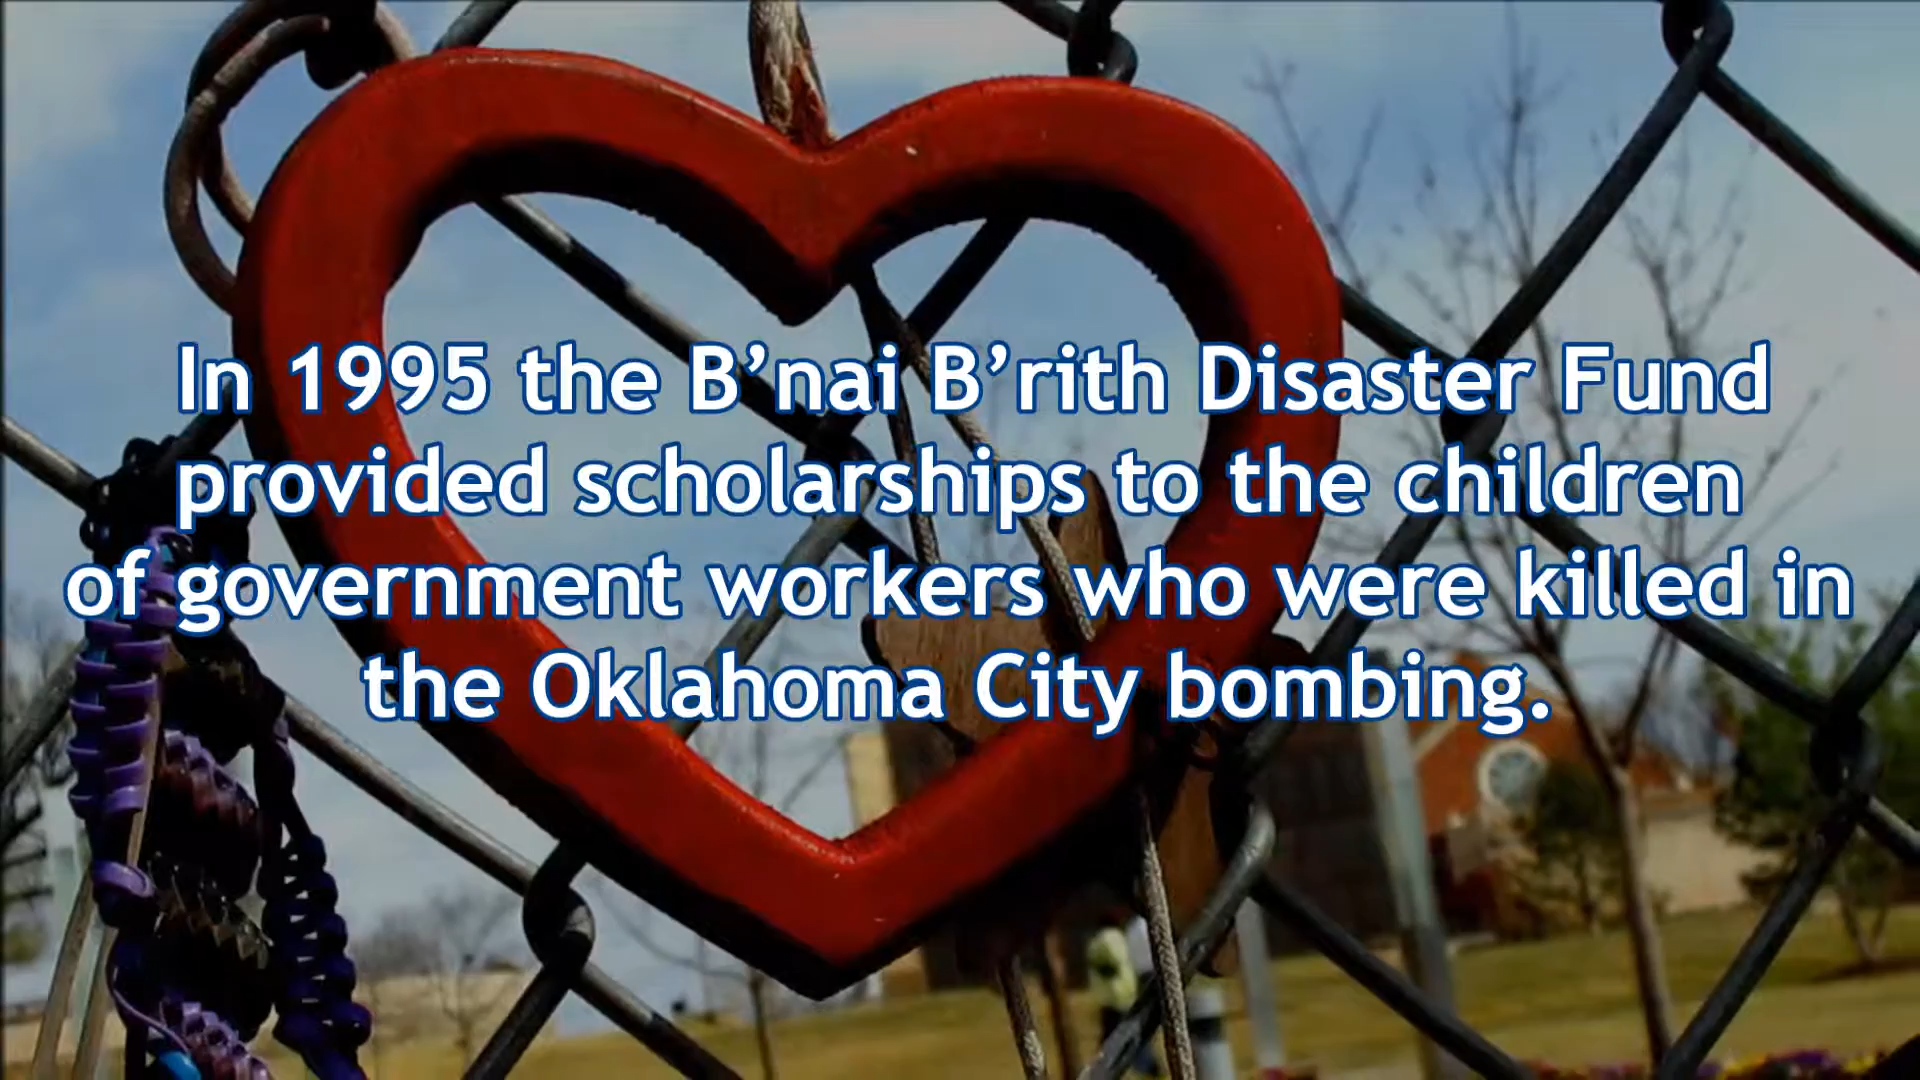 In 1995 the B’nai B’rith Disaster Fund
provided scholarships to the children
of government workers who were killed in
the Oklahoma City bombing.